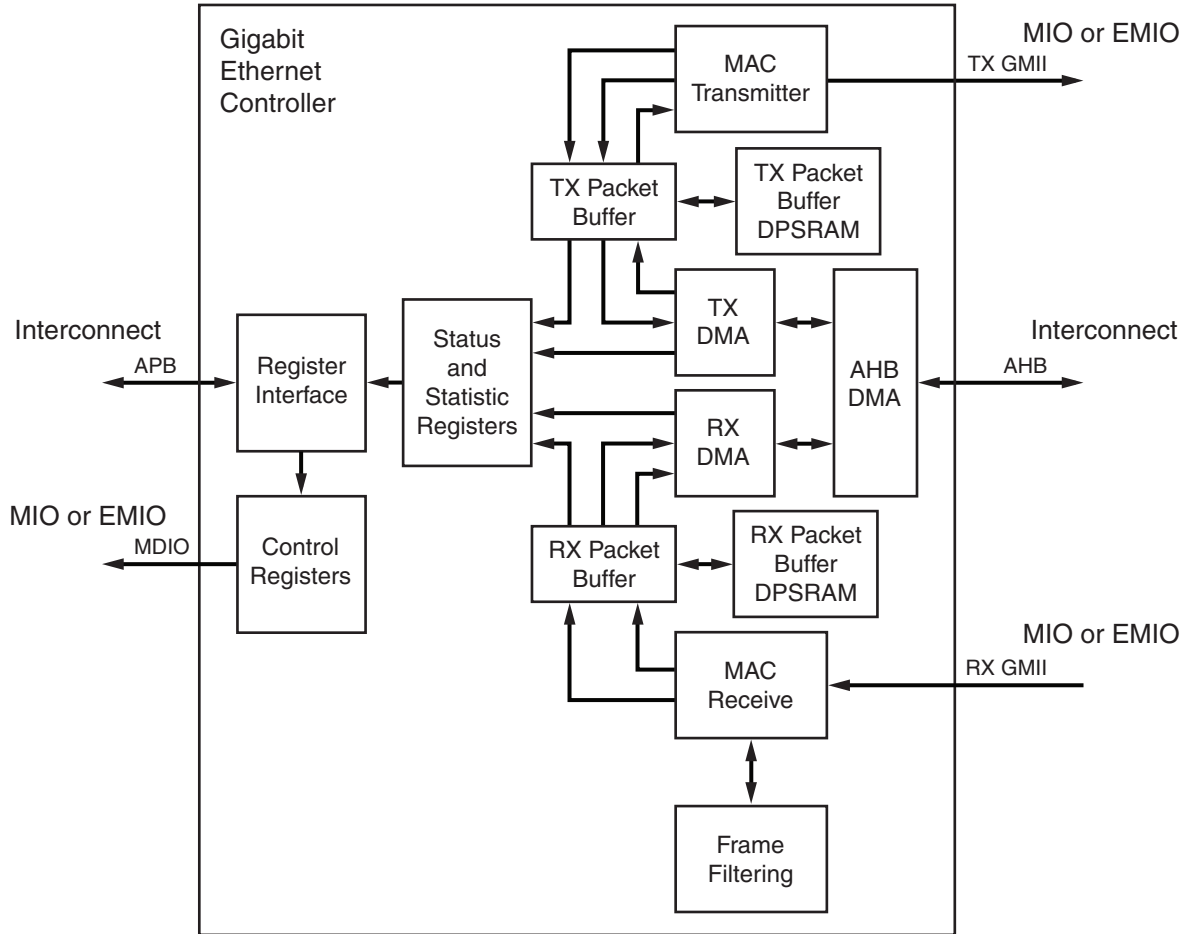 Gigabit
Ethernet
Controller
MIO or EMIO
TX GMII
MAC
Transmitter
TX Packet
Buffer
TX Packet
Buffer
DPSRAM
Interconnect
APB
Register
Interface
Status
and
Statistic
Registers
TX
DMA
RX
DMA
AHB
DMA
Interconnect
AHB
MIO or EMIO
MDIO
Control
Registers
RX Packet
Buffer
RX Packet
Buffer
DPSRAM
MAC
Receive
MIO or EMIO
RX GMII
Frame
Filtering